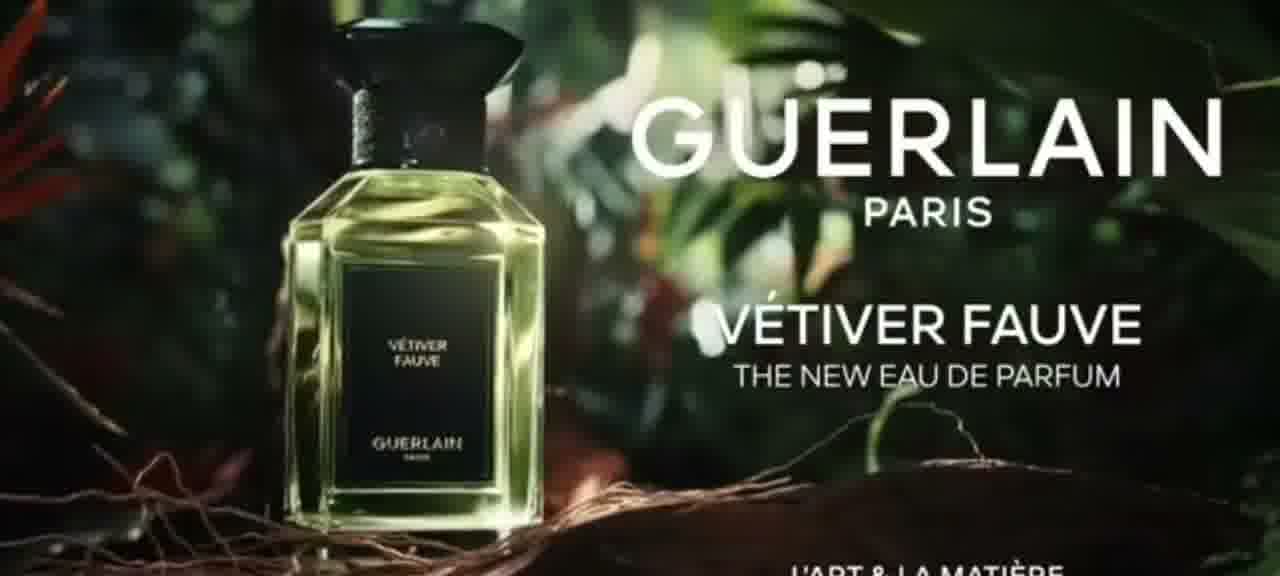 GUERLAIN
PARIS
VÉTIVER FAUVE
THE NEW EAU DE PARFUM
VÉTIVER
FAUVE
GUERLAIN
PARIS
L'ART & LA MATIÈRE